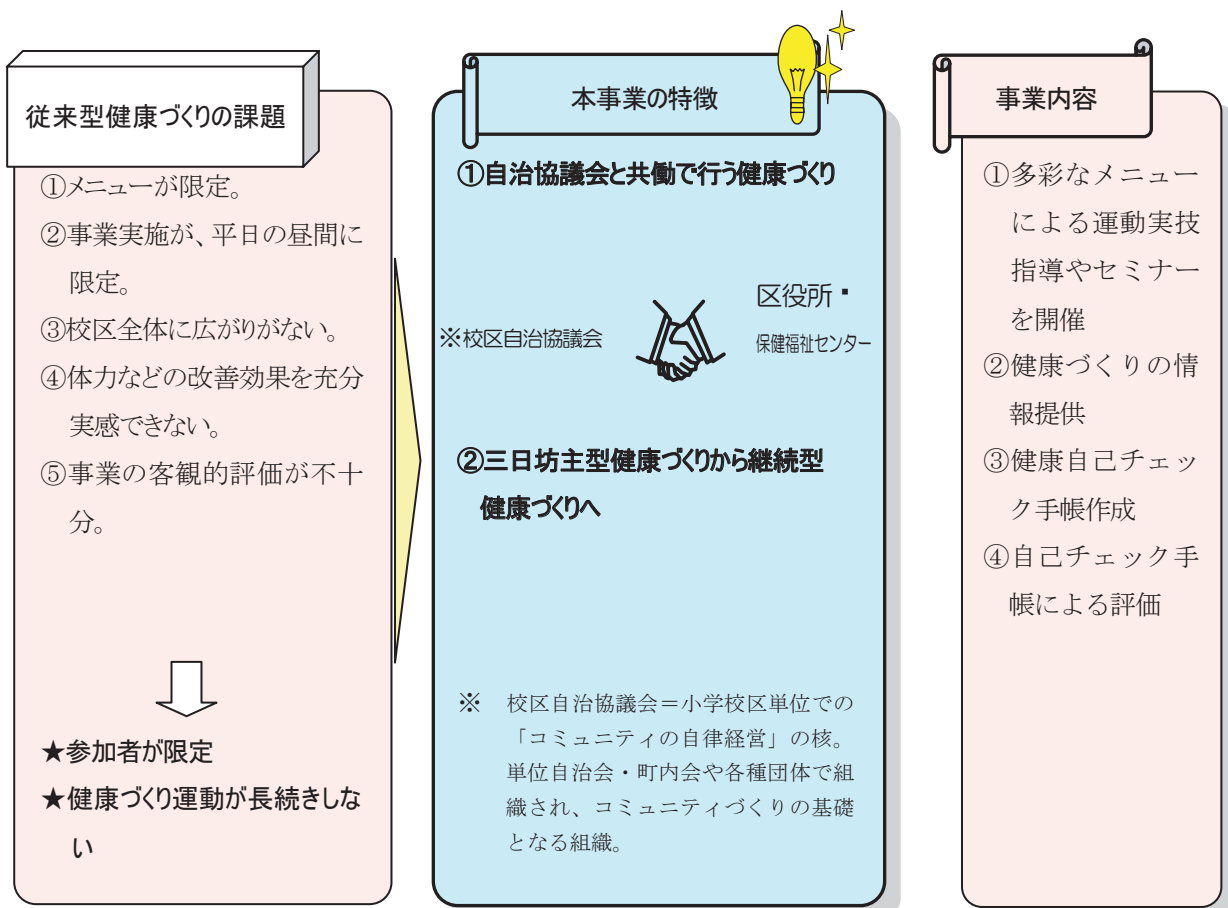 従来型健康づくりの課題
①メニューが限定。
②事業実施が、平日の昼間に
限定。
③校区全体に広がりがない。
④体力などの改善効果を充分
実感できない。
⑤事業の客観的評価が不十
分。
★参加者が限定
★健康づくり運動が長続きしな
い
本事業の特徴
①自治協議会と共働で行う健康づくり
※校区自治協議会
区役所・
保健福祉センター
②三日坊主型健康づくりから継続型
健康づくりへ
※ 校区自治協議会＝小学校区単位での
「コミュニティの自律経営」の核。
単位自治会・町内会や各種団体で組
織され、コミュニティづくりの基礎
となる組織。
事業内容
①多彩なメニュー
による運動実技
指導やセミナー
を開催
②健康づくりの情
報提供
③健康自己チェッ
ク手帳作成
④自己チェック手
帳による評価